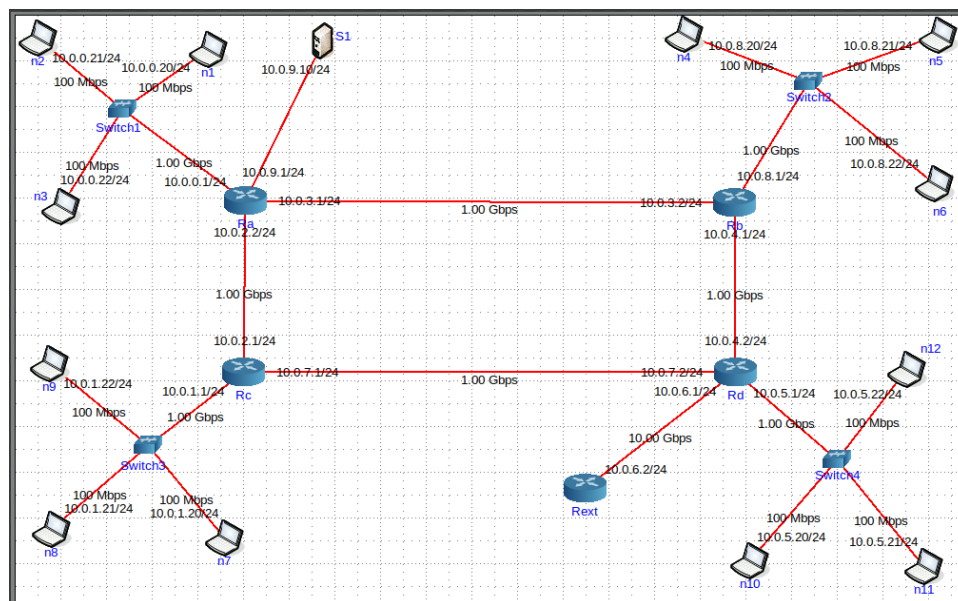 n2
10.0.0.21/24
100 Mbps
n1
10.0.0.20/24
100 Mbps
Switch1
100 Mbps
10.0.0.22/24
n3
S1
10.0.9.10/24
1.00 Gbps
10.0.0.1/24
10.0.9.1/24
Ra
10.0.3.1/24
10.0.2.2/24
1.00 Gbps
n4
10.0.8.20/24
100 Mbps
10.0.8.21/24
100 Mbps
n5
Switch2
100 Mbps
10.0.8.22/24
n6
1.00 Gbps
10.0.8.1/24
10.0.3.2/24
Rb
10.0.4.1/24
1.00 Gbps
1.00 Gbps
10.0.2.1/24
10.0.4.2/24
Rc
10.0.7.1/24
1.00 Gbps
10.0.7.2/24
Rd
10.0.6.1/24
10.0.5.1/24
n9
10.0.1.22/24
100 Mbps
10.0.1.1/24
1.00 Gbps
Switch3
100 Mbps
10.0.1.21/24
n8
100 Mbps
10.0.1.20/24
n7
10.00 Gbps
10.0.6.2/24
Rext
n12
10.0.5.22/24
100 Mbps
1.00 Gbps
Switch4
100 Mbps
10.0.5.20/24
n10
100 Mbps
10.0.5.21/24
n11